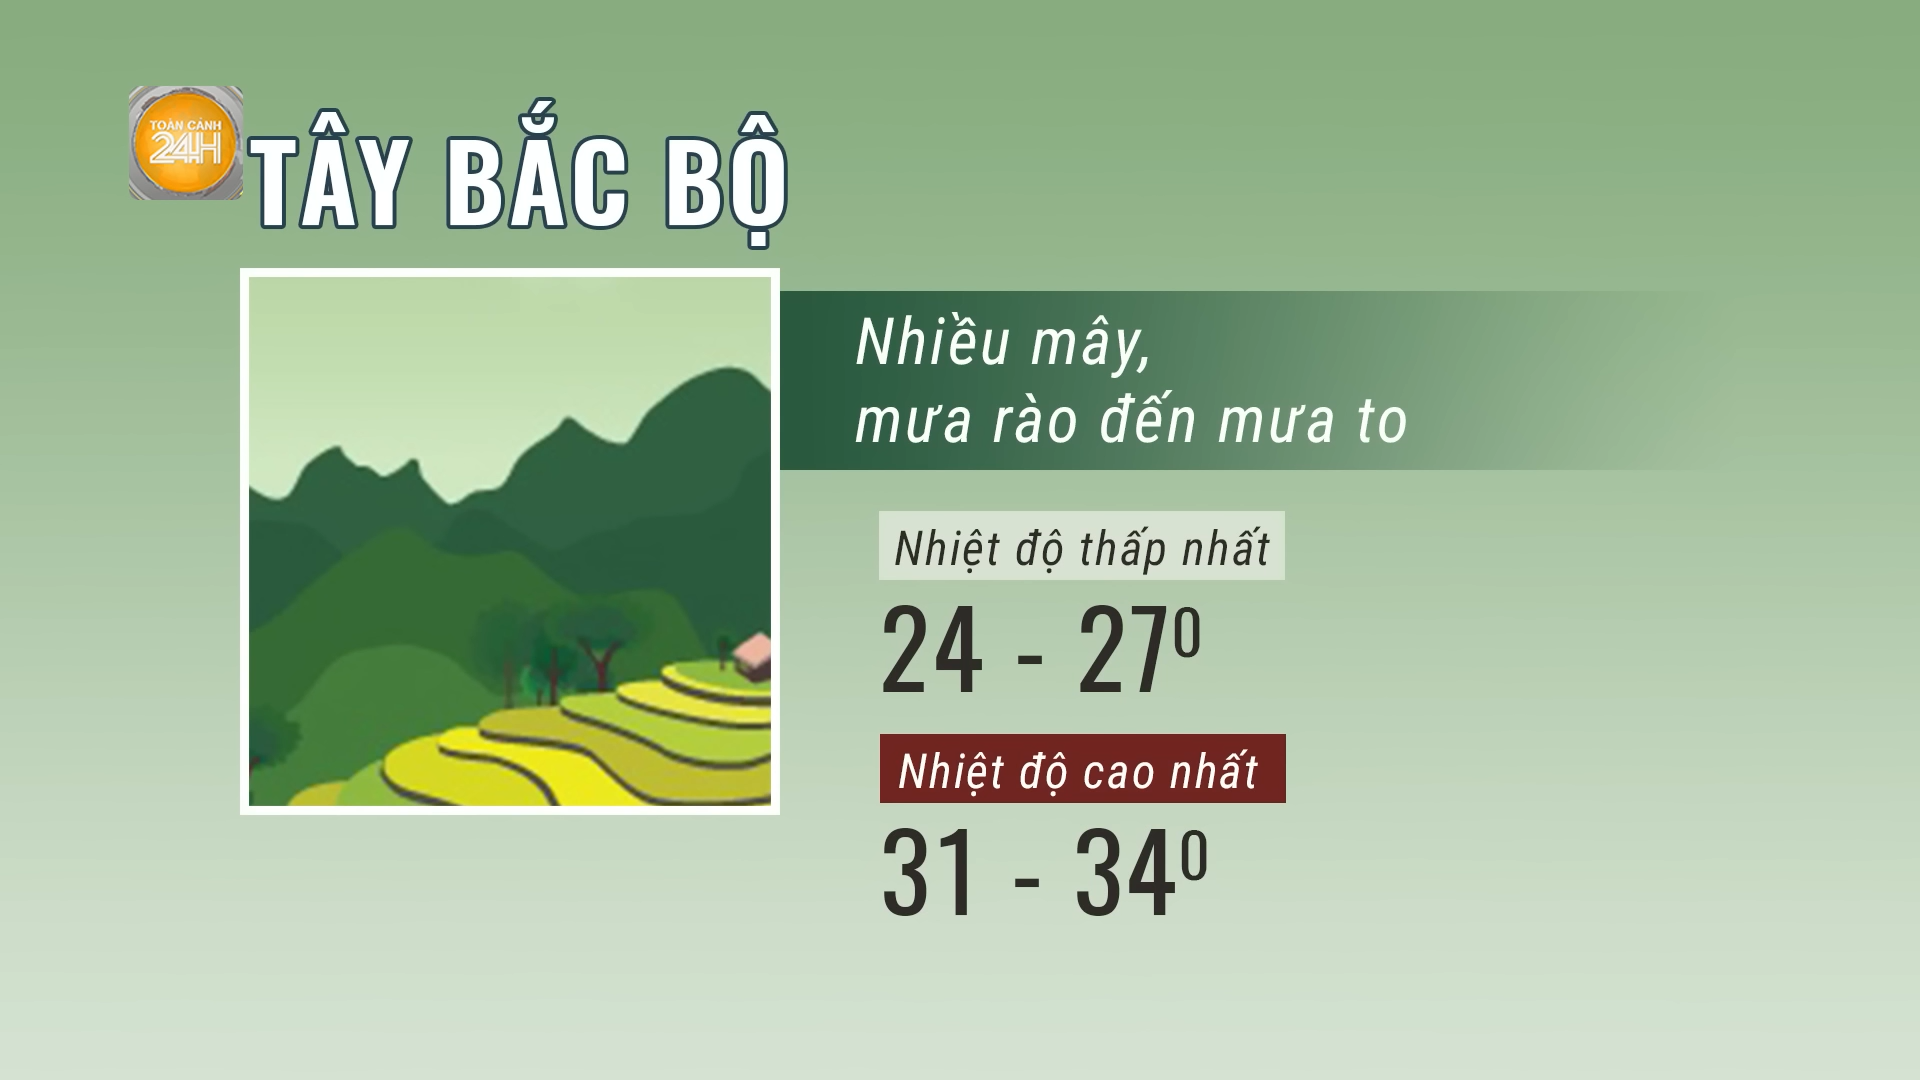 TOÀN CẢNH
24H
TÂY BẮC BỘ
Nhiều mây,
mưa rào đến mưa to
Nhiệt độ thấp nhất
24 - 27⁰
Nhiệt độ cao nhất
31 - 34⁰